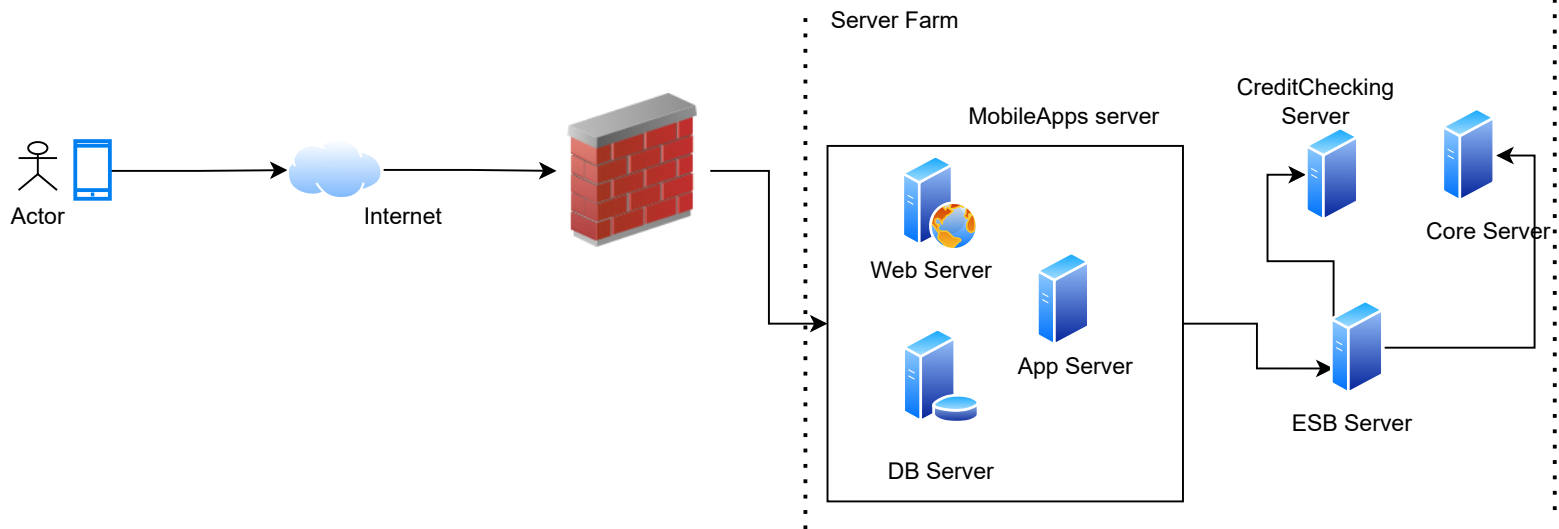 Server Farm
CreditChecking
Server
MobileApps server
Actor
Internet
Core Server
Web Server
App Server
ESB Server
DB Server